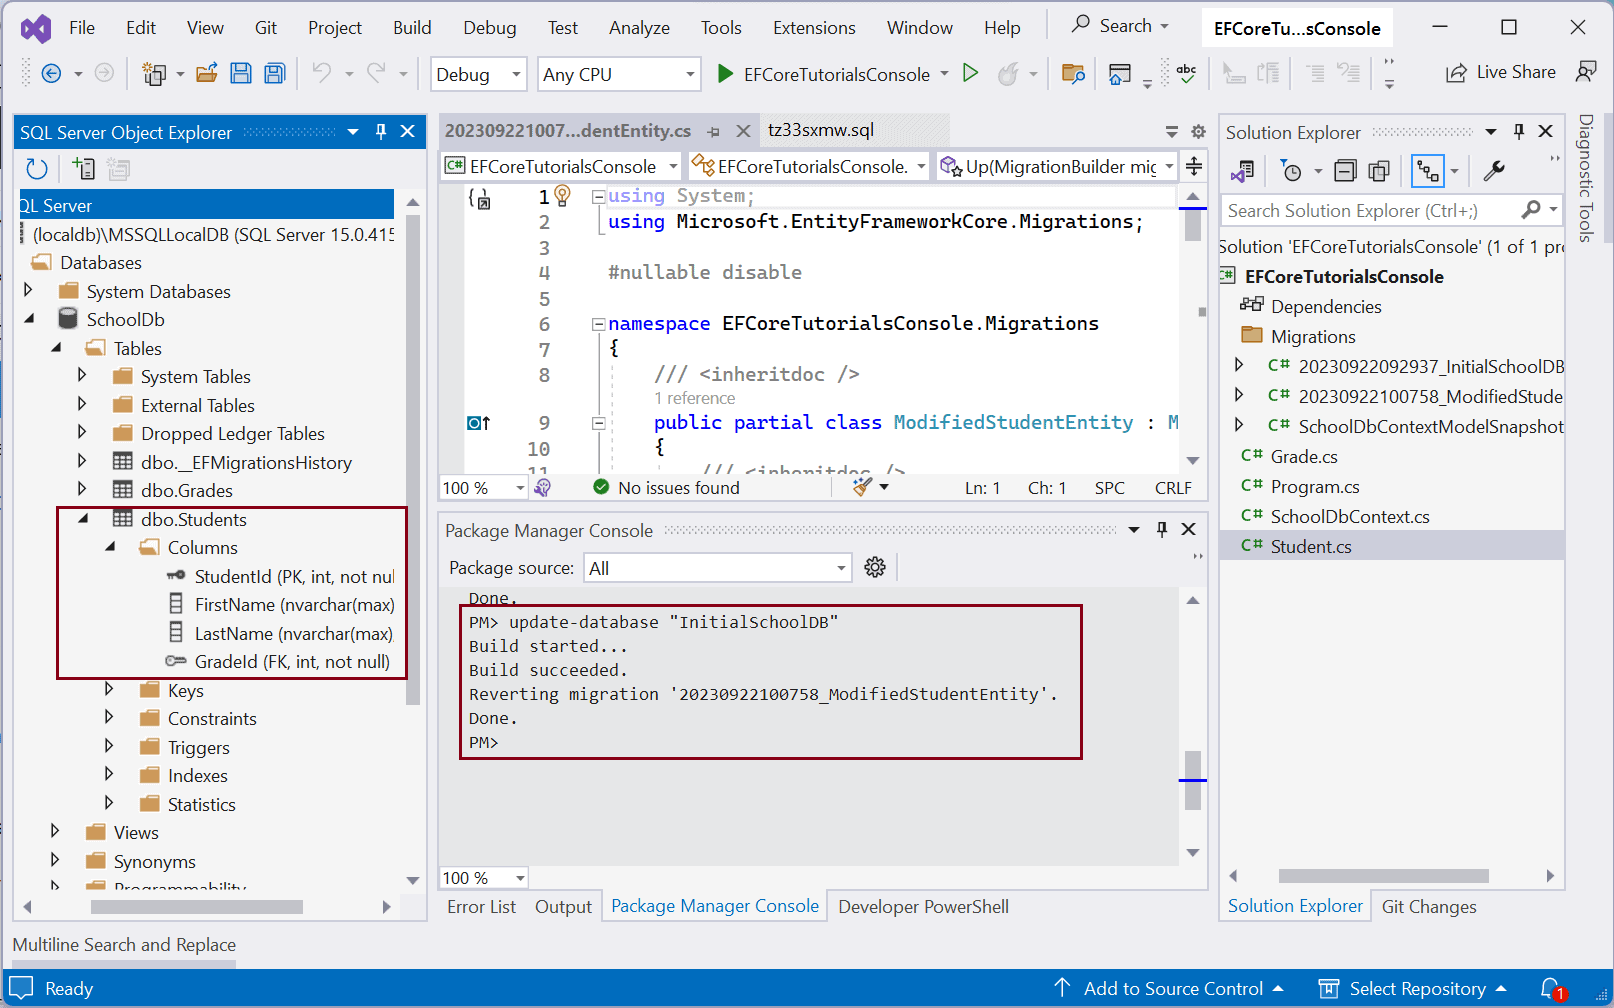 File Edit View Git Project Build Debug Test Analyze Tools Extensions Window Help Search EFCoreTu...sConsole
Debug Any CPU EFCoreTutorialsConsole abc Live Share
SQL Server Object Explorer
QL Server
(localdb)\MSSQLLocalDB (SQL Server 15.0.415
Databases
System Databases
SchoolDb
Tables
System Tables
External Tables
Dropped Ledger Tables
dbo.__EFMigrationsHistory
dbo.Grades
dbo.Students
Columns
StudentId (PK, int, not nul
FirstName (nvarchar(max)
LastName (nvarchar(max),
GradeId (FK, int, not null)
Keys
Constraints
Triggers
Indexes
Statistics
Views
Synonyms
Programmability
202309221007...dentEntity.cs tz33sxmw.sql
C# EFCoreTutorialsConsole EFCoreTutorialsConsole. Up(MigrationBuilder mig
1 using System;
2 using Microsoft.EntityFrameworkCore.Migrations;
3
4 #nullable disable
5
6 namespace EFCoreTutorialsConsole.Migrations
7 {
8 /// <inheritdoc />
1 reference
9 public partial class ModifiedStudentEntity : M
10 {
11 /// <inheritdoc />
100 % No issues found Ln: 1 Ch: 1 SPC CRLF
Package Manager Console
Package source: All
Done.
PM> update-database "InitialSchoolDB"
Build started...
Build succeeded.
Reverting migration '20230922100758_ModifiedStudentEntity'.
Done.
PM>
100 %
Error List Output Package Manager Console Developer PowerShell
Solution Explorer
Search Solution Explorer (Ctrl+;)
Solution 'EFCoreTutorialsConsole' (1 of 1 pro
C# EFCoreTutorialsConsole
Dependencies
Migrations
C# 20230922092937_InitialSchoolDB
C# 20230922100758_ModifiedStude
C# SchoolDbContextModelSnapshot
C# Grade.cs
C# Program.cs
C# SchoolDbContext.cs
C# Student.cs
Solution Explorer Git Changes
Diagnostic Tools
Multiline Search and Replace
Ready Add to Source Control Select Repository 1